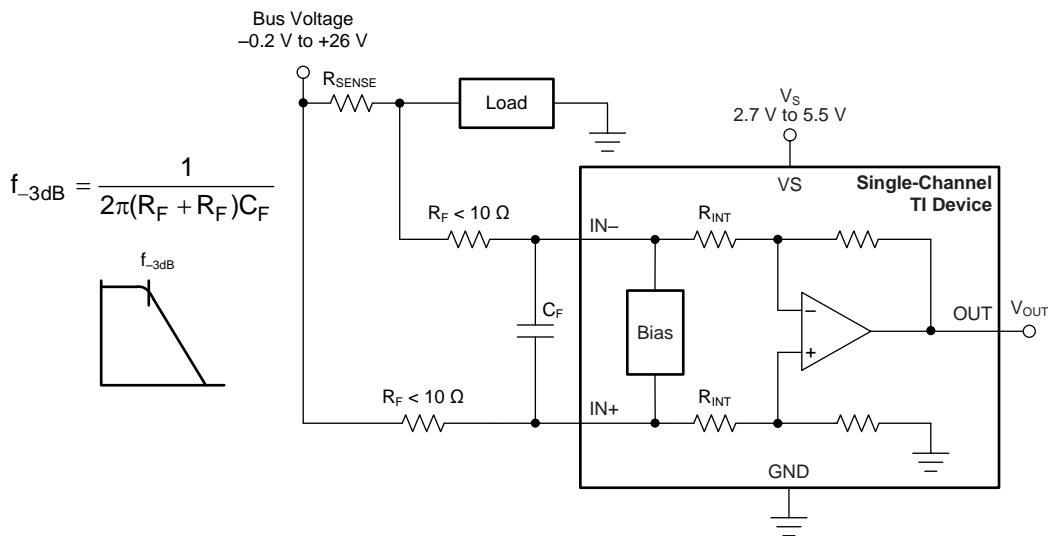 Bus Voltage
–0.2 V to +26 V
R_SENSE
Load
V_S
2.7 V to 5.5 V
f_–3dB = 1 / 2π(R_F + R_F)C_F
VS
Single-Channel
TI Device
R_F < 10 Ω
IN–
R_INT
f_–3dB
C_F
Bias
–
+
OUT
V_OUT
R_F < 10 Ω
IN+
R_INT
GND